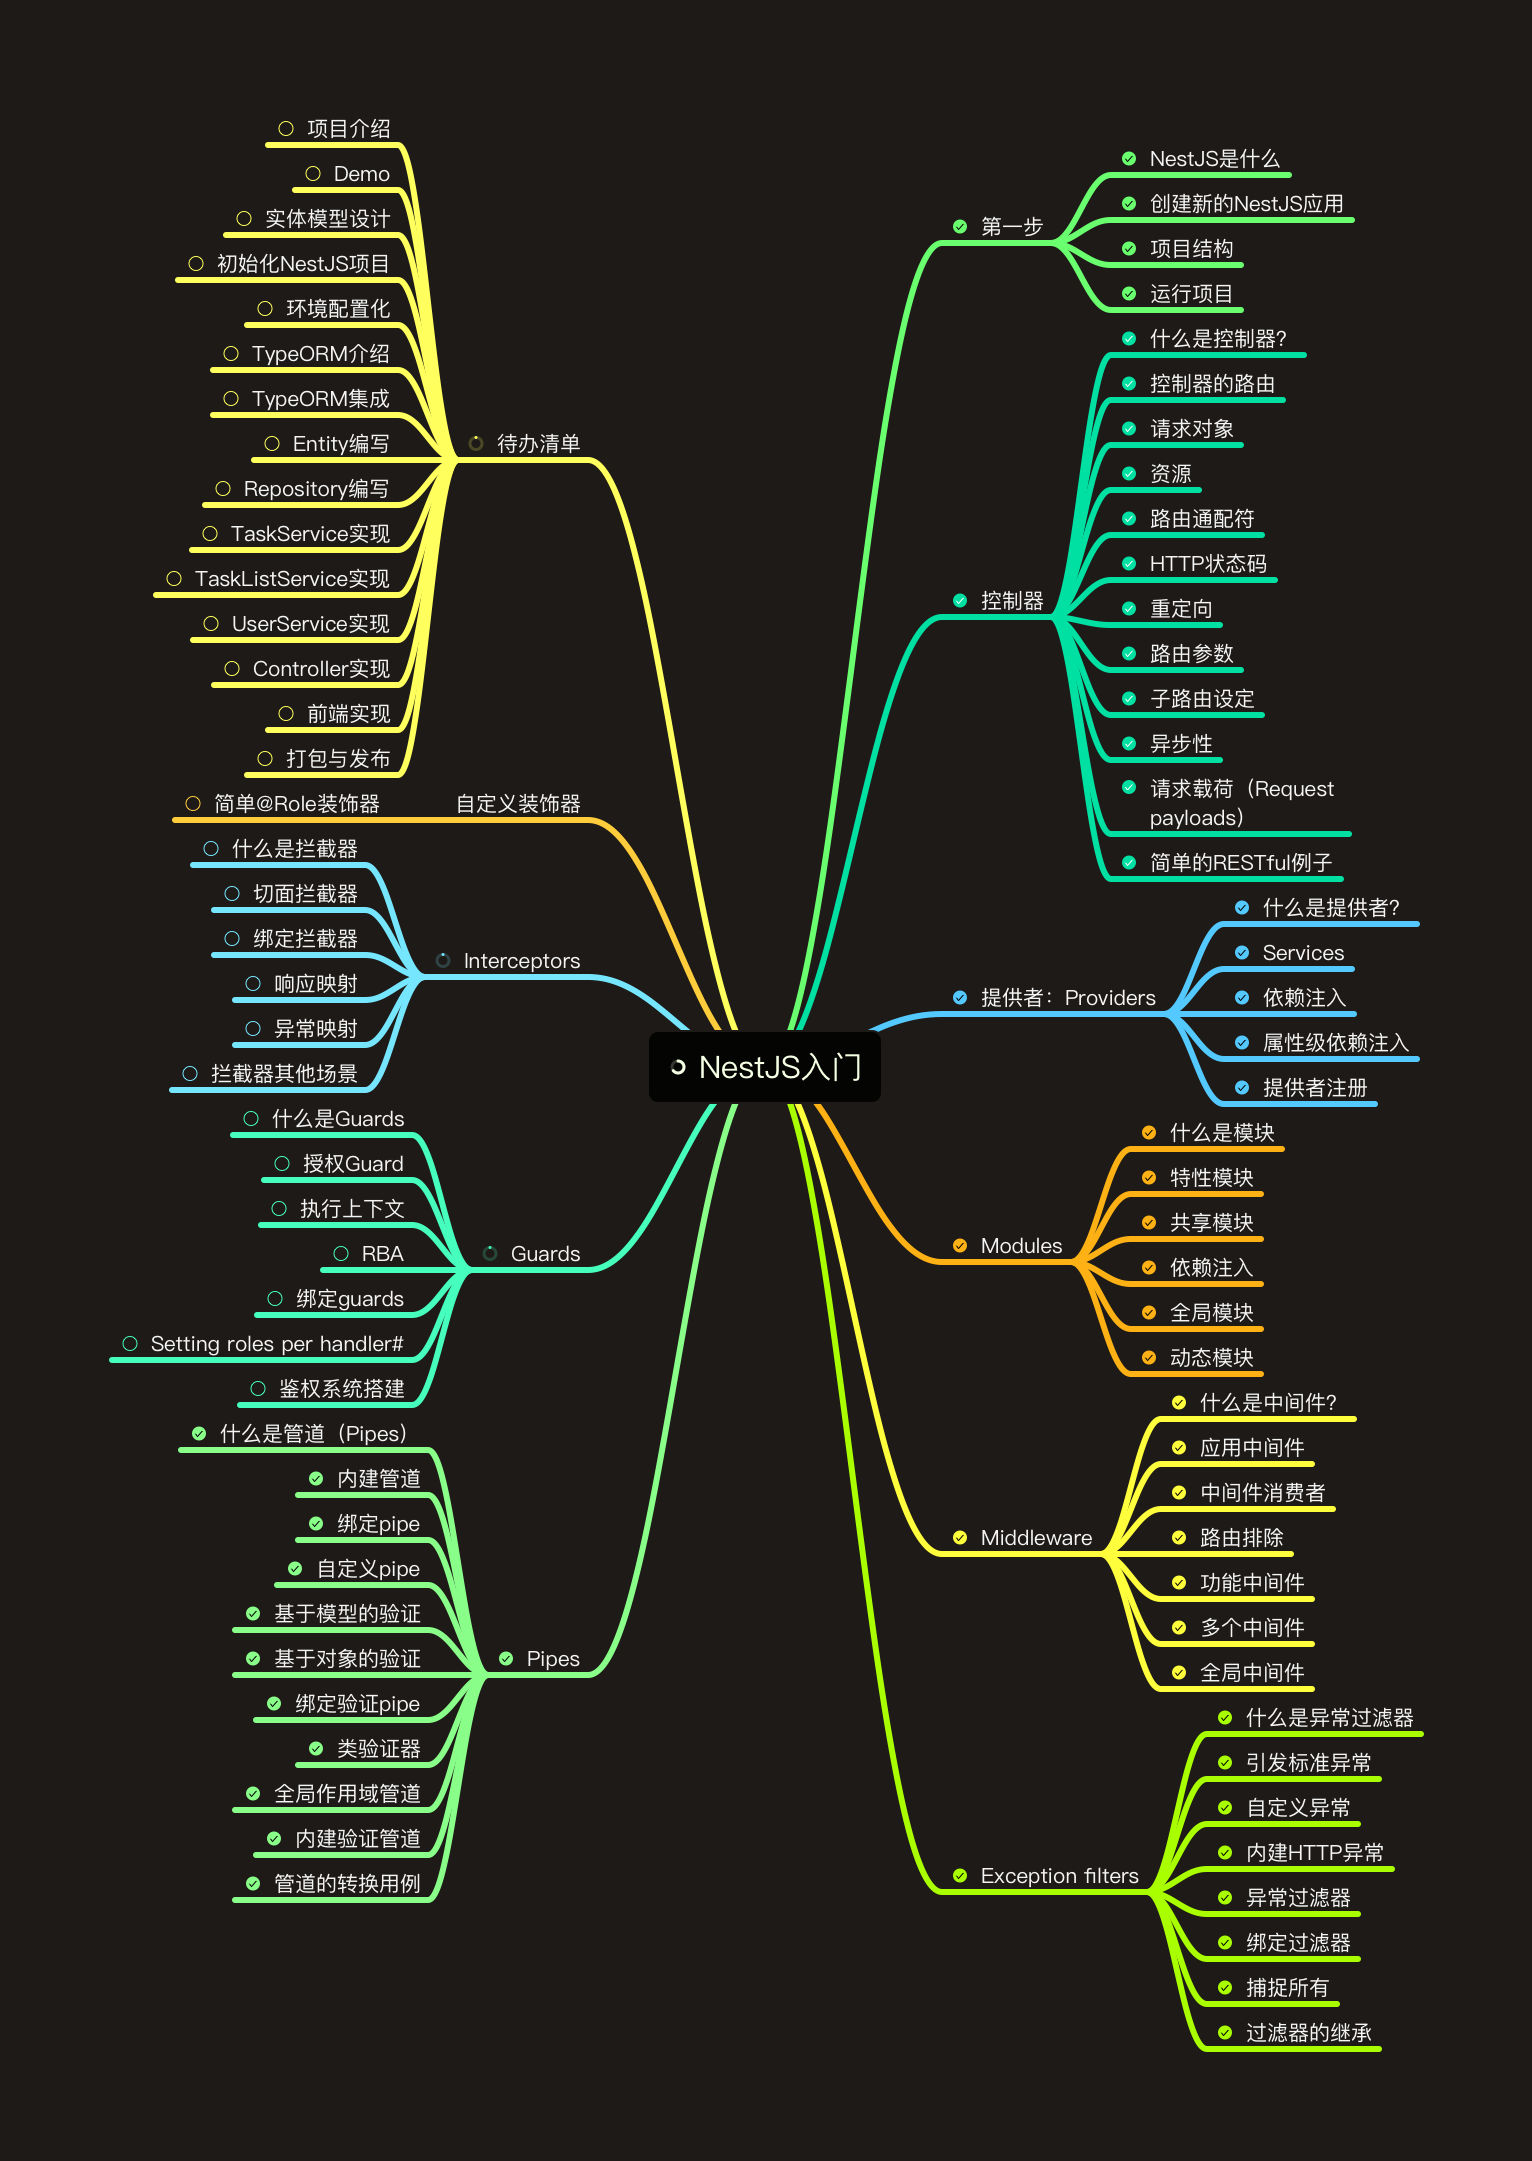 NestJS入门
第一步
NestJS是什么
创建新的NestJS应用
项目结构
运行项目
控制器
什么是控制器?
控制器的路由
请求对象
资源
路由通配符
HTTP状态码
重定向
路由参数
子路由设定
异步性
请求载荷（Request
payloads）
简单的RESTful例子
提供者：Providers
什么是提供者?
Services
依赖注入
属性级依赖注入
提供者注册
Modules
什么是模块
特性模块
共享模块
依赖注入
全局模块
动态模块
Middleware
什么是中间件?
应用中间件
中间件消费者
路由排除
功能中间件
多个中间件
全局中间件
Exception filters
什么是异常过滤器
引发标准异常
自定义异常
内建HTTP异常
异常过滤器
绑定过滤器
捕捉所有
过滤器的继承
待办清单
项目介绍
Demo
实体模型设计
初始化NestJS项目
环境配置化
TypeORM介绍
TypeORM集成
Entity编写
Repository编写
TaskService实现
TaskListService实现
UserService实现
Controller实现
前端实现
打包与发布
自定义装饰器
简单@Role装饰器
Interceptors
什么是拦截器
切面拦截器
绑定拦截器
响应映射
异常映射
拦截器其他场景
Guards
什么是Guards
授权Guard
执行上下文
RBA
绑定guards
Setting roles per handler#
鉴权系统搭建
Pipes
什么是管道（Pipes）
内建管道
绑定pipe
自定义pipe
基于模型的验证
基于对象的验证
绑定验证pipe
类验证器
全局作用域管道
内建验证管道
管道的转换用例